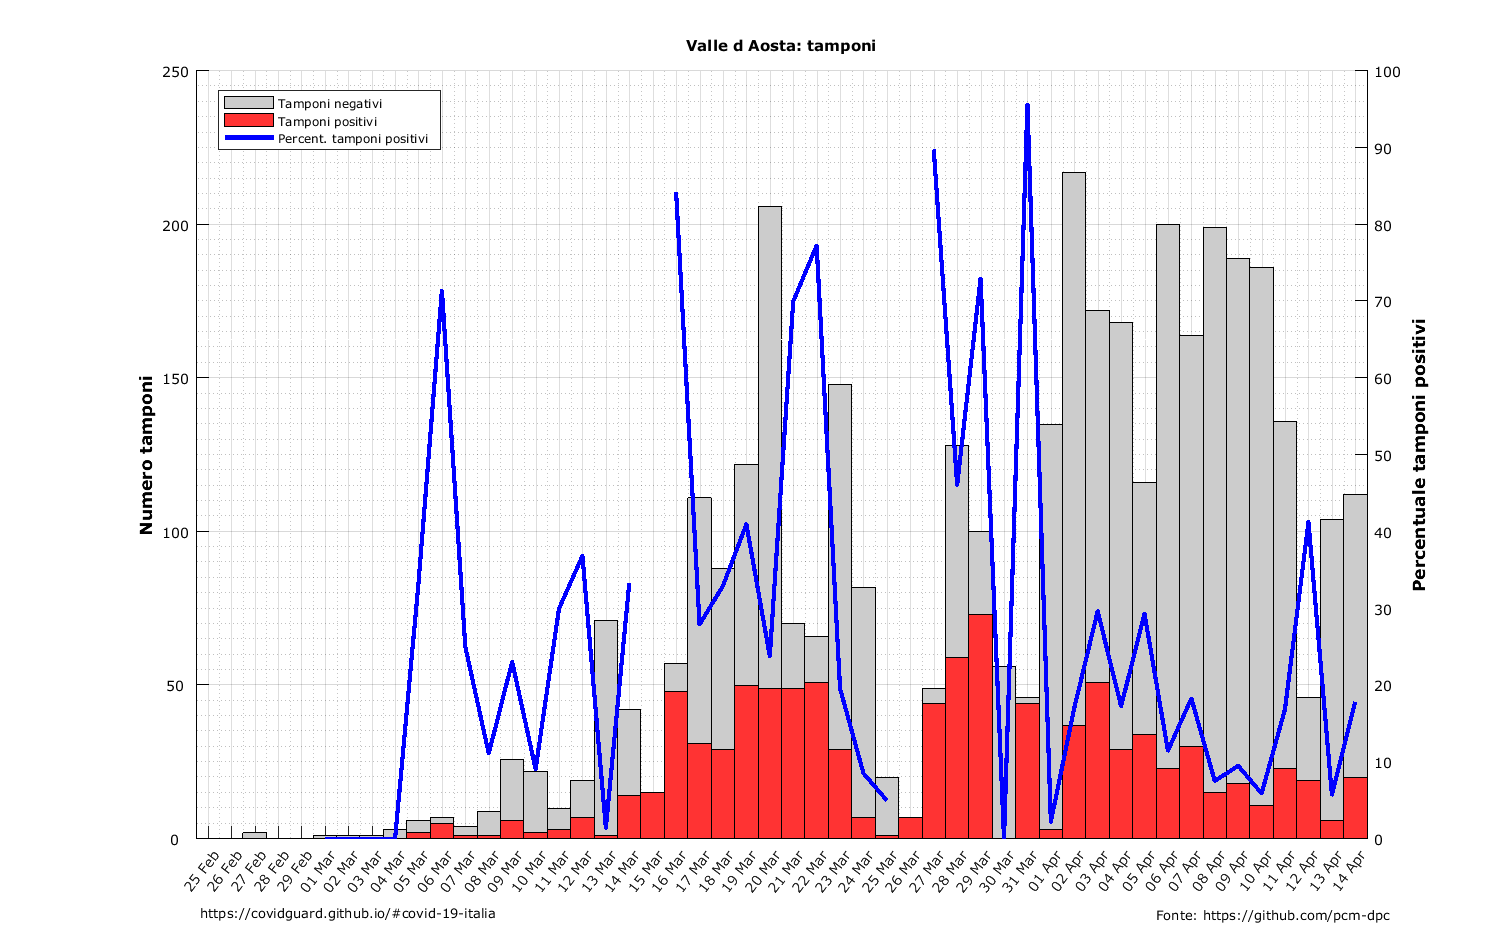 Valle d Aosta: tamponi
Tamponi negativi
Tamponi positivi
Percent. tamponi positivi
Numero tamponi
250
200
150
100
50
0
Percentuale tamponi positivi
100
90
80
70
60
50
40
30
20
10
0
25 Feb
26 Feb
27 Feb
28 Feb
29 Feb
01 Mar
02 Mar
03 Mar
04 Mar
05 Mar
06 Mar
07 Mar
08 Mar
09 Mar
10 Mar
11 Mar
12 Mar
13 Mar
14 Mar
15 Mar
16 Mar
17 Mar
18 Mar
19 Mar
20 Mar
21 Mar
22 Mar
23 Mar
24 Mar
25 Mar
26 Mar
27 Mar
28 Mar
29 Mar
30 Mar
31 Mar
01 Apr
02 Apr
03 Apr
04 Apr
05 Apr
06 Apr
07 Apr
08 Apr
09 Apr
10 Apr
11 Apr
12 Apr
13 Apr
14 Apr
https://covidguard.github.io/#covid-19-italia
Fonte: https://github.com/pcm-dpc